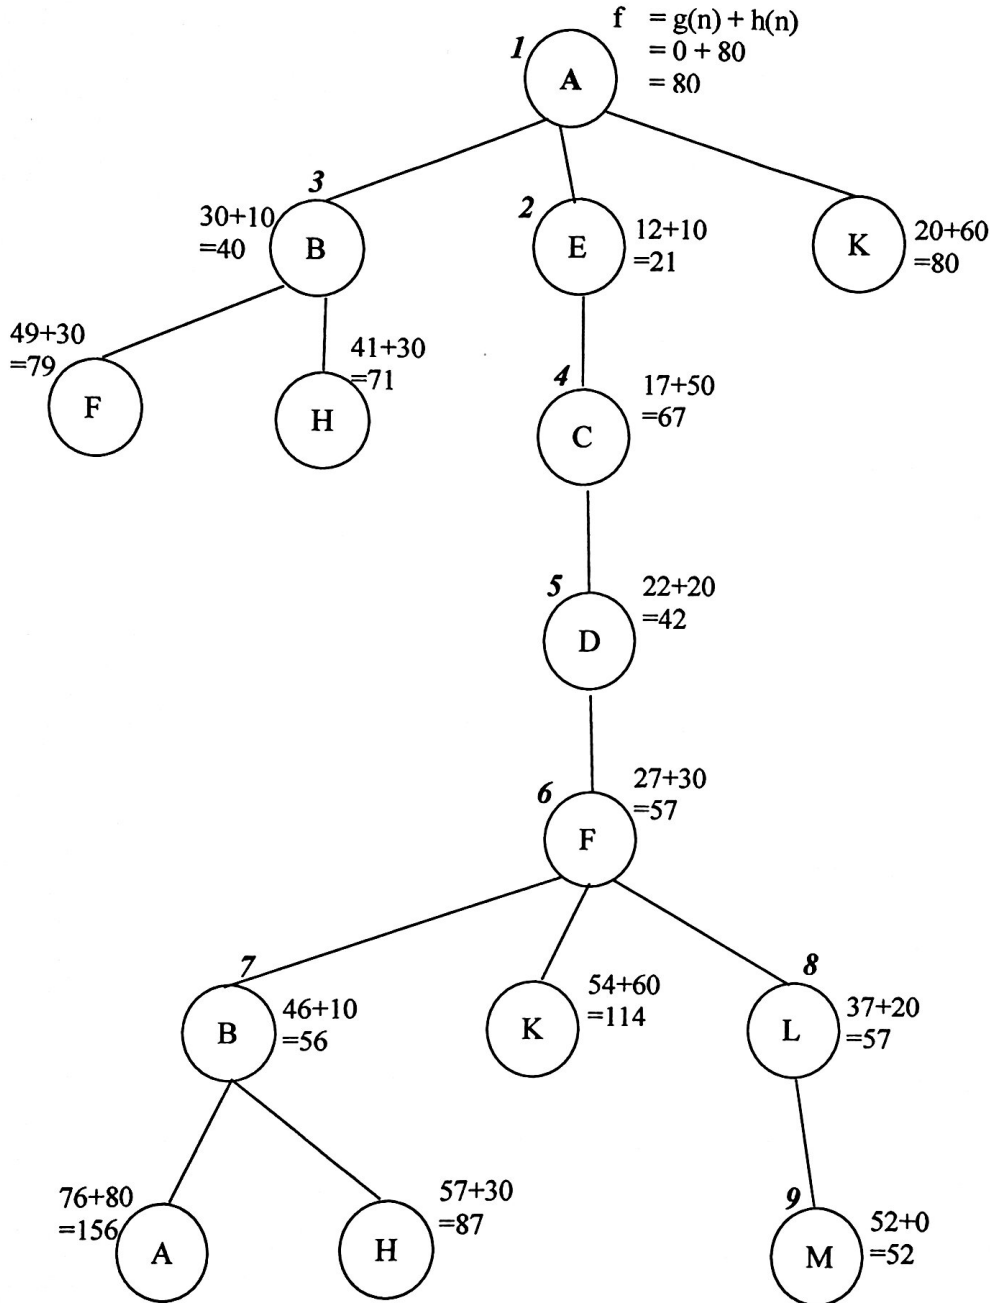 f = g(n) + h(n)
= 0 + 80
= 80
1
A
3
30+10
=40
B
2
E
12+10
=21
K
20+60
=80
49+30
=79
F
41+30
=71
H
4
C
17+50
=67
5
D
22+20
=42
6
F
27+30
=57
7
B
46+10
=56
K
54+60
=114
8
L
37+20
=57
76+80
=156
A
57+30
=87
H
9
M
52+0
=52